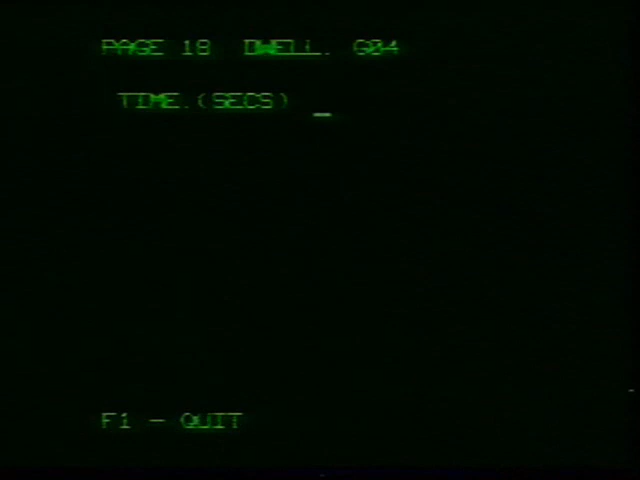 PAGE 18 DWELL. G04
TIME.(SECS) _
F1 - QUIT